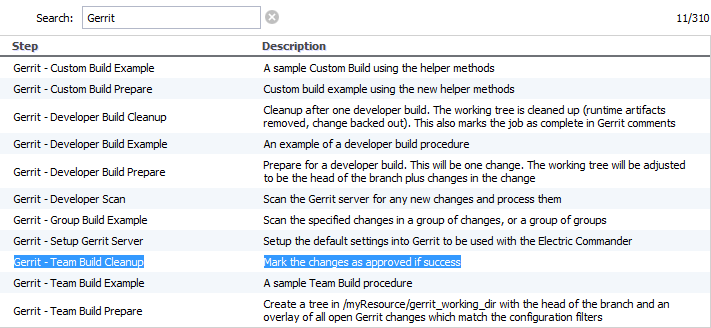 Search: Gerrit 11/310
Step Description
Gerrit - Custom Build Example A sample Custom Build using the helper methods
Gerrit - Custom Build Prepare Custom build example using the new helper methods
Gerrit - Developer Build Cleanup Cleanup after one developer build. The working tree is cleaned up (runtime artifacts
removed, change backed out). This also marks the job as complete in Gerrit comments
Gerrit - Developer Build Example An example of a developer build procedure
Gerrit - Developer Build Prepare Prepare for a developer build. This will be one change. The working tree will be adjusted
to be the head of the branch plus changes in the change
Gerrit - Developer Scan Scan the Gerrit server for any new changes and process them
Gerrit - Group Build Example Scan the specified changes in a group of changes, or a group of groups
Gerrit - Setup Gerrit Server Setup the default settings into Gerrit to be used with the Electric Commander
Gerrit - Team Build Cleanup Mark the changes as approved if success
Gerrit - Team Build Example A sample Team Build procedure
Gerrit - Team Build Prepare Create a tree in /myResource/gerrit_working_dir with the head of the branch and an
overlay of all open Gerrit changes which match the configuration filters